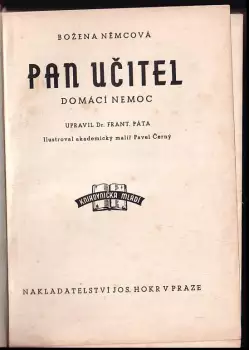 BOŽENA NĚMCOVÁ
PAN UČITEL
DOMÁCÍ NEMOC
UPRAVIL Dr. FRANT. PÁTA
Ilustroval akademický malíř Pavel Černý
KNIHOVNIČKA MLADÉ
NAKLADATELSTVÍ JOS. HOKR V PRAZE